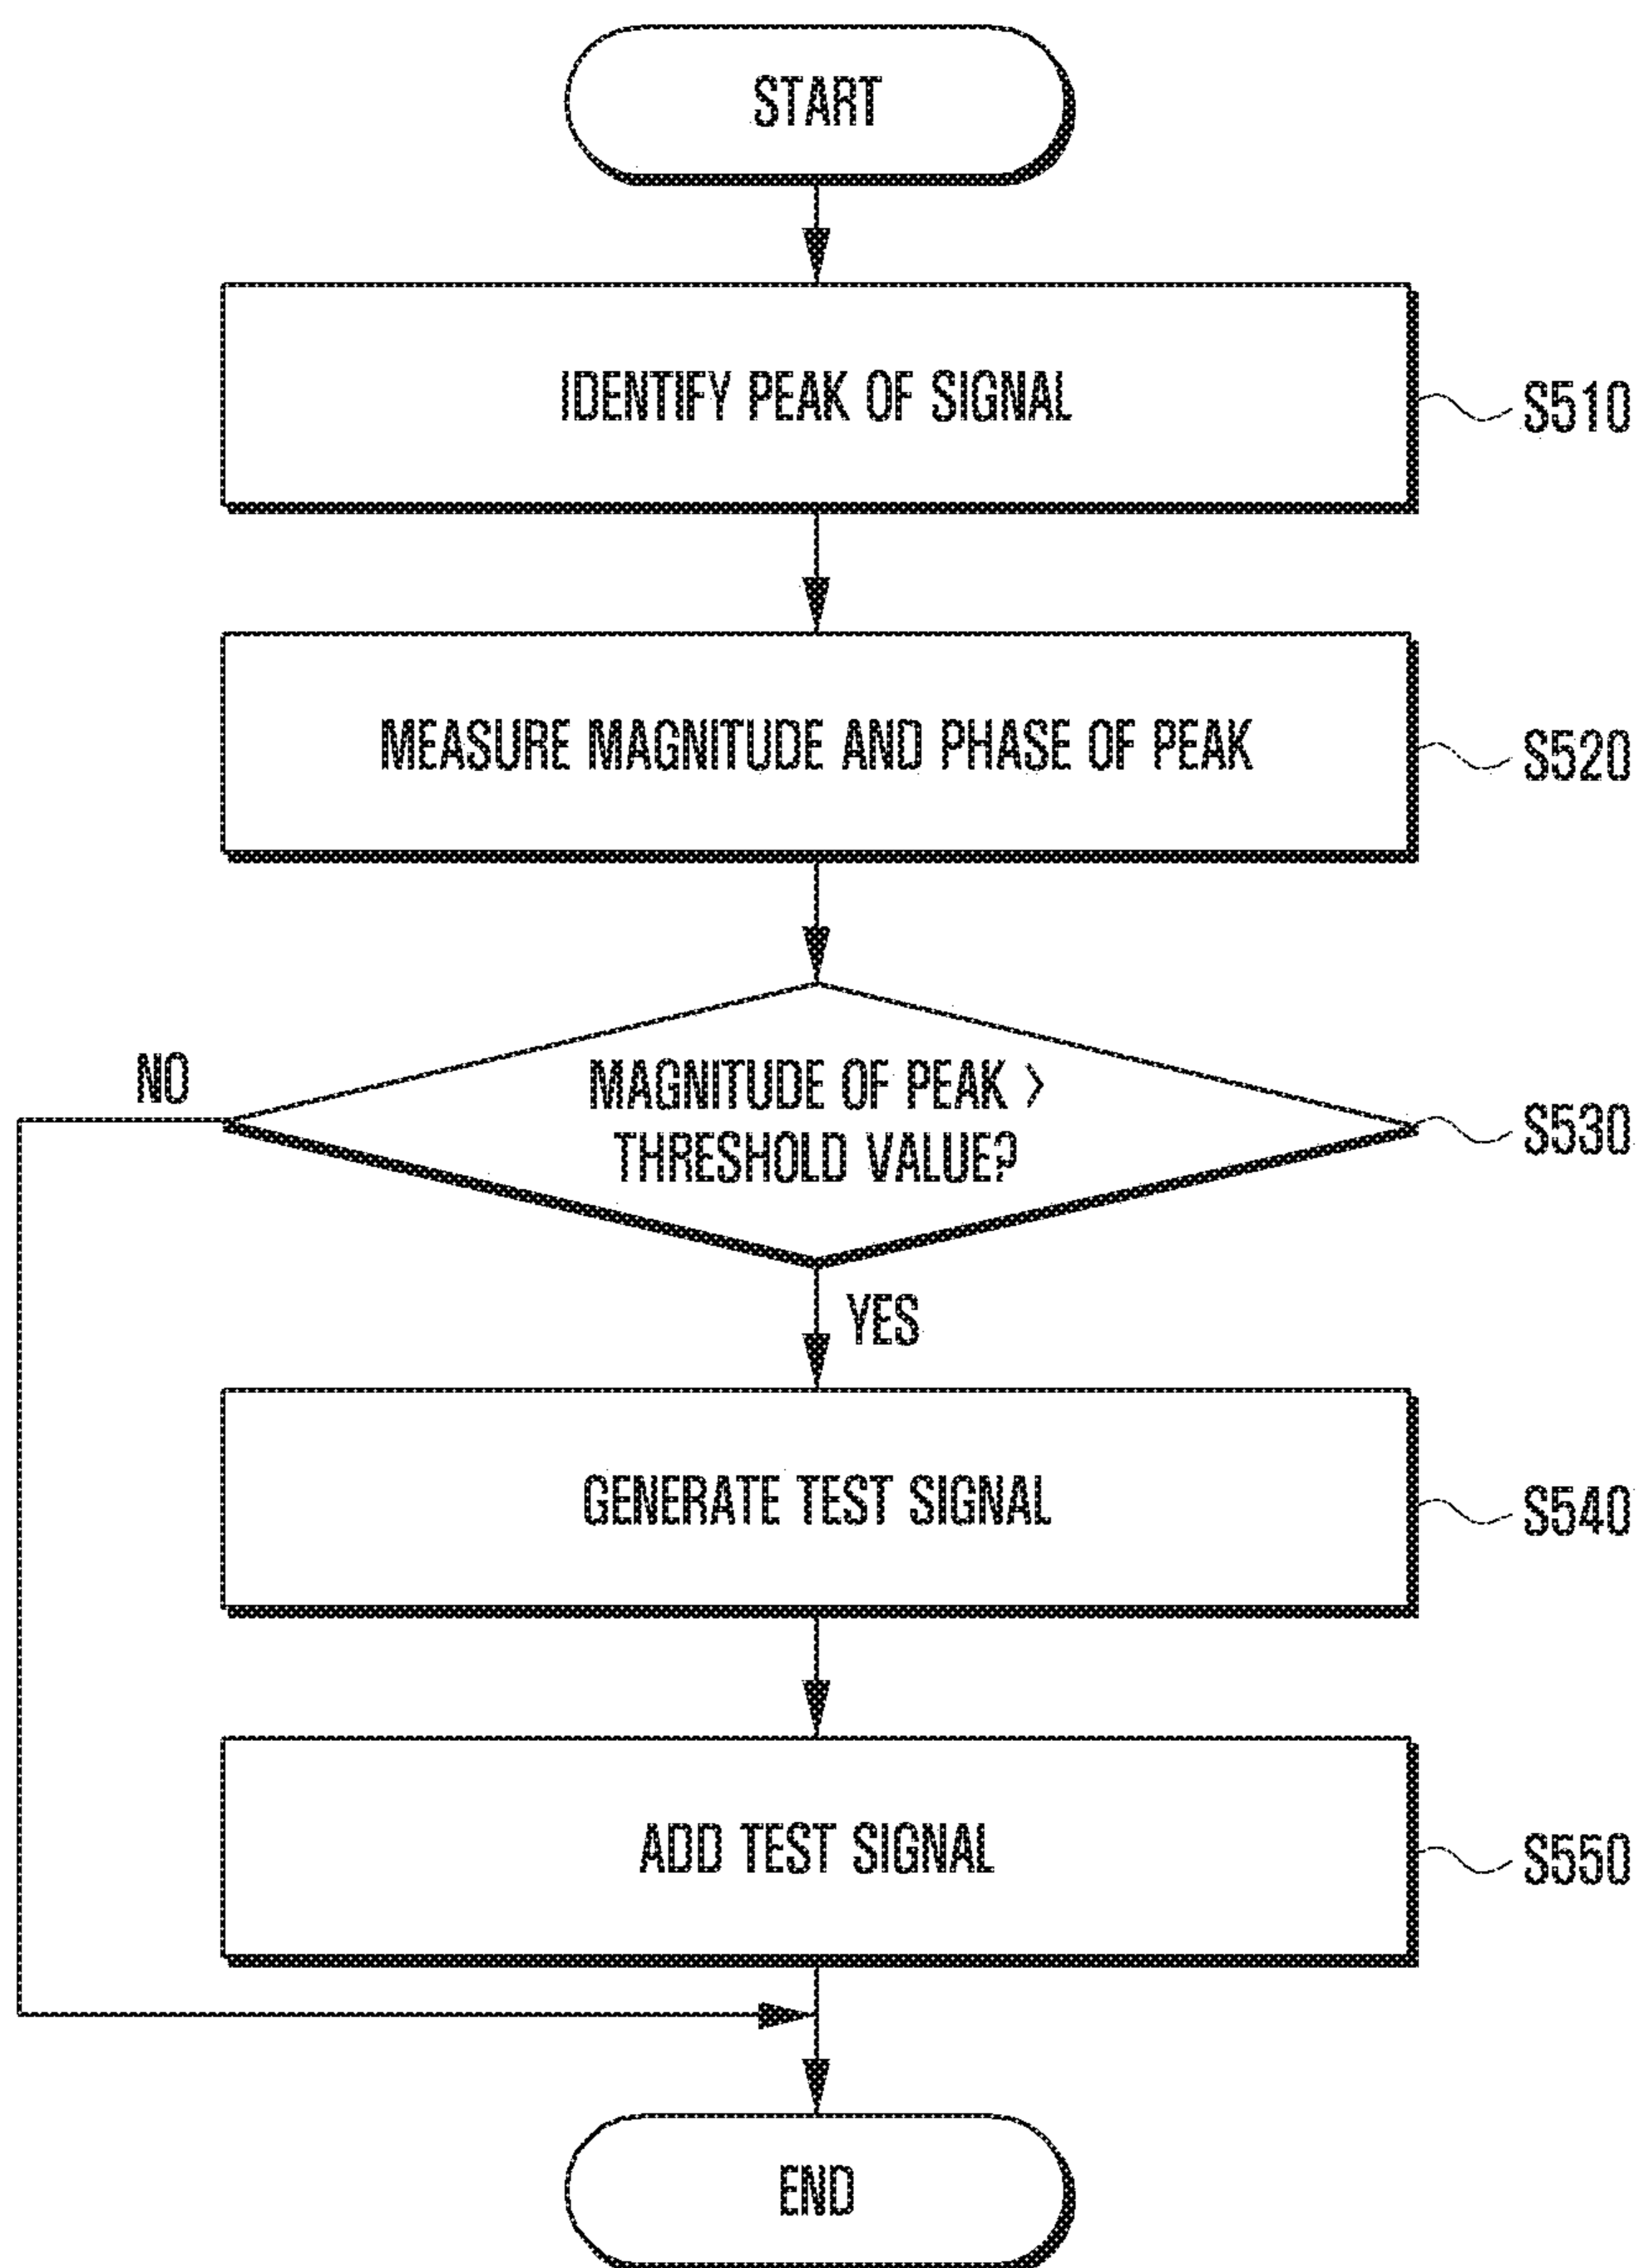 START
IDENTIFY PEAK OF SIGNAL
S510
MEASURE MAGNITUDE AND PHASE OF PEAK
S520
NO
MAGNITUDE OF PEAK >
THRESHOLD VALUE?
S530
YES
GENERATE TEST SIGNAL
S540
ADD TEST SIGNAL
S550
END